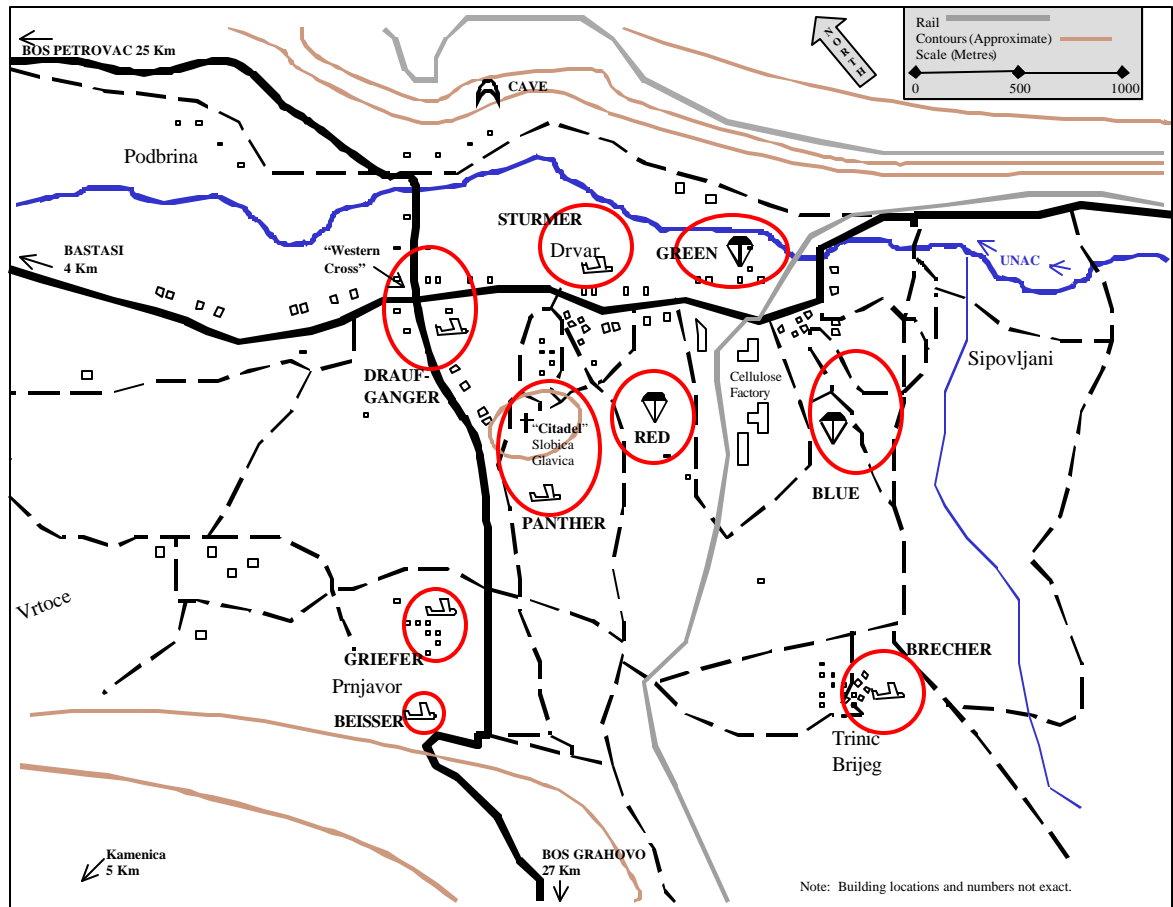 BOS PETROVAC 25 Km
NORTH
Rail
Contours (Approximate)
Scale (Metres)
0 500 1000
CAVE
Podbrina
STURMER
Drvar
GREEN
"Western
Cross"
BASTASI
4 Km
UNAC
Sipovljani
DRAUF-
GANGER
Cellulose
Factory
"Citadel"
Slobica
Glavica
RED
BLUE
PANTHER
Vrtoce
GRIEFER
Prnjavor
BEISSER
BRECHER
Trinic
Brijeg
Kamenica
5 Km
BOS GRAHOVO
27 Km
Note: Building locations and numbers not exact.